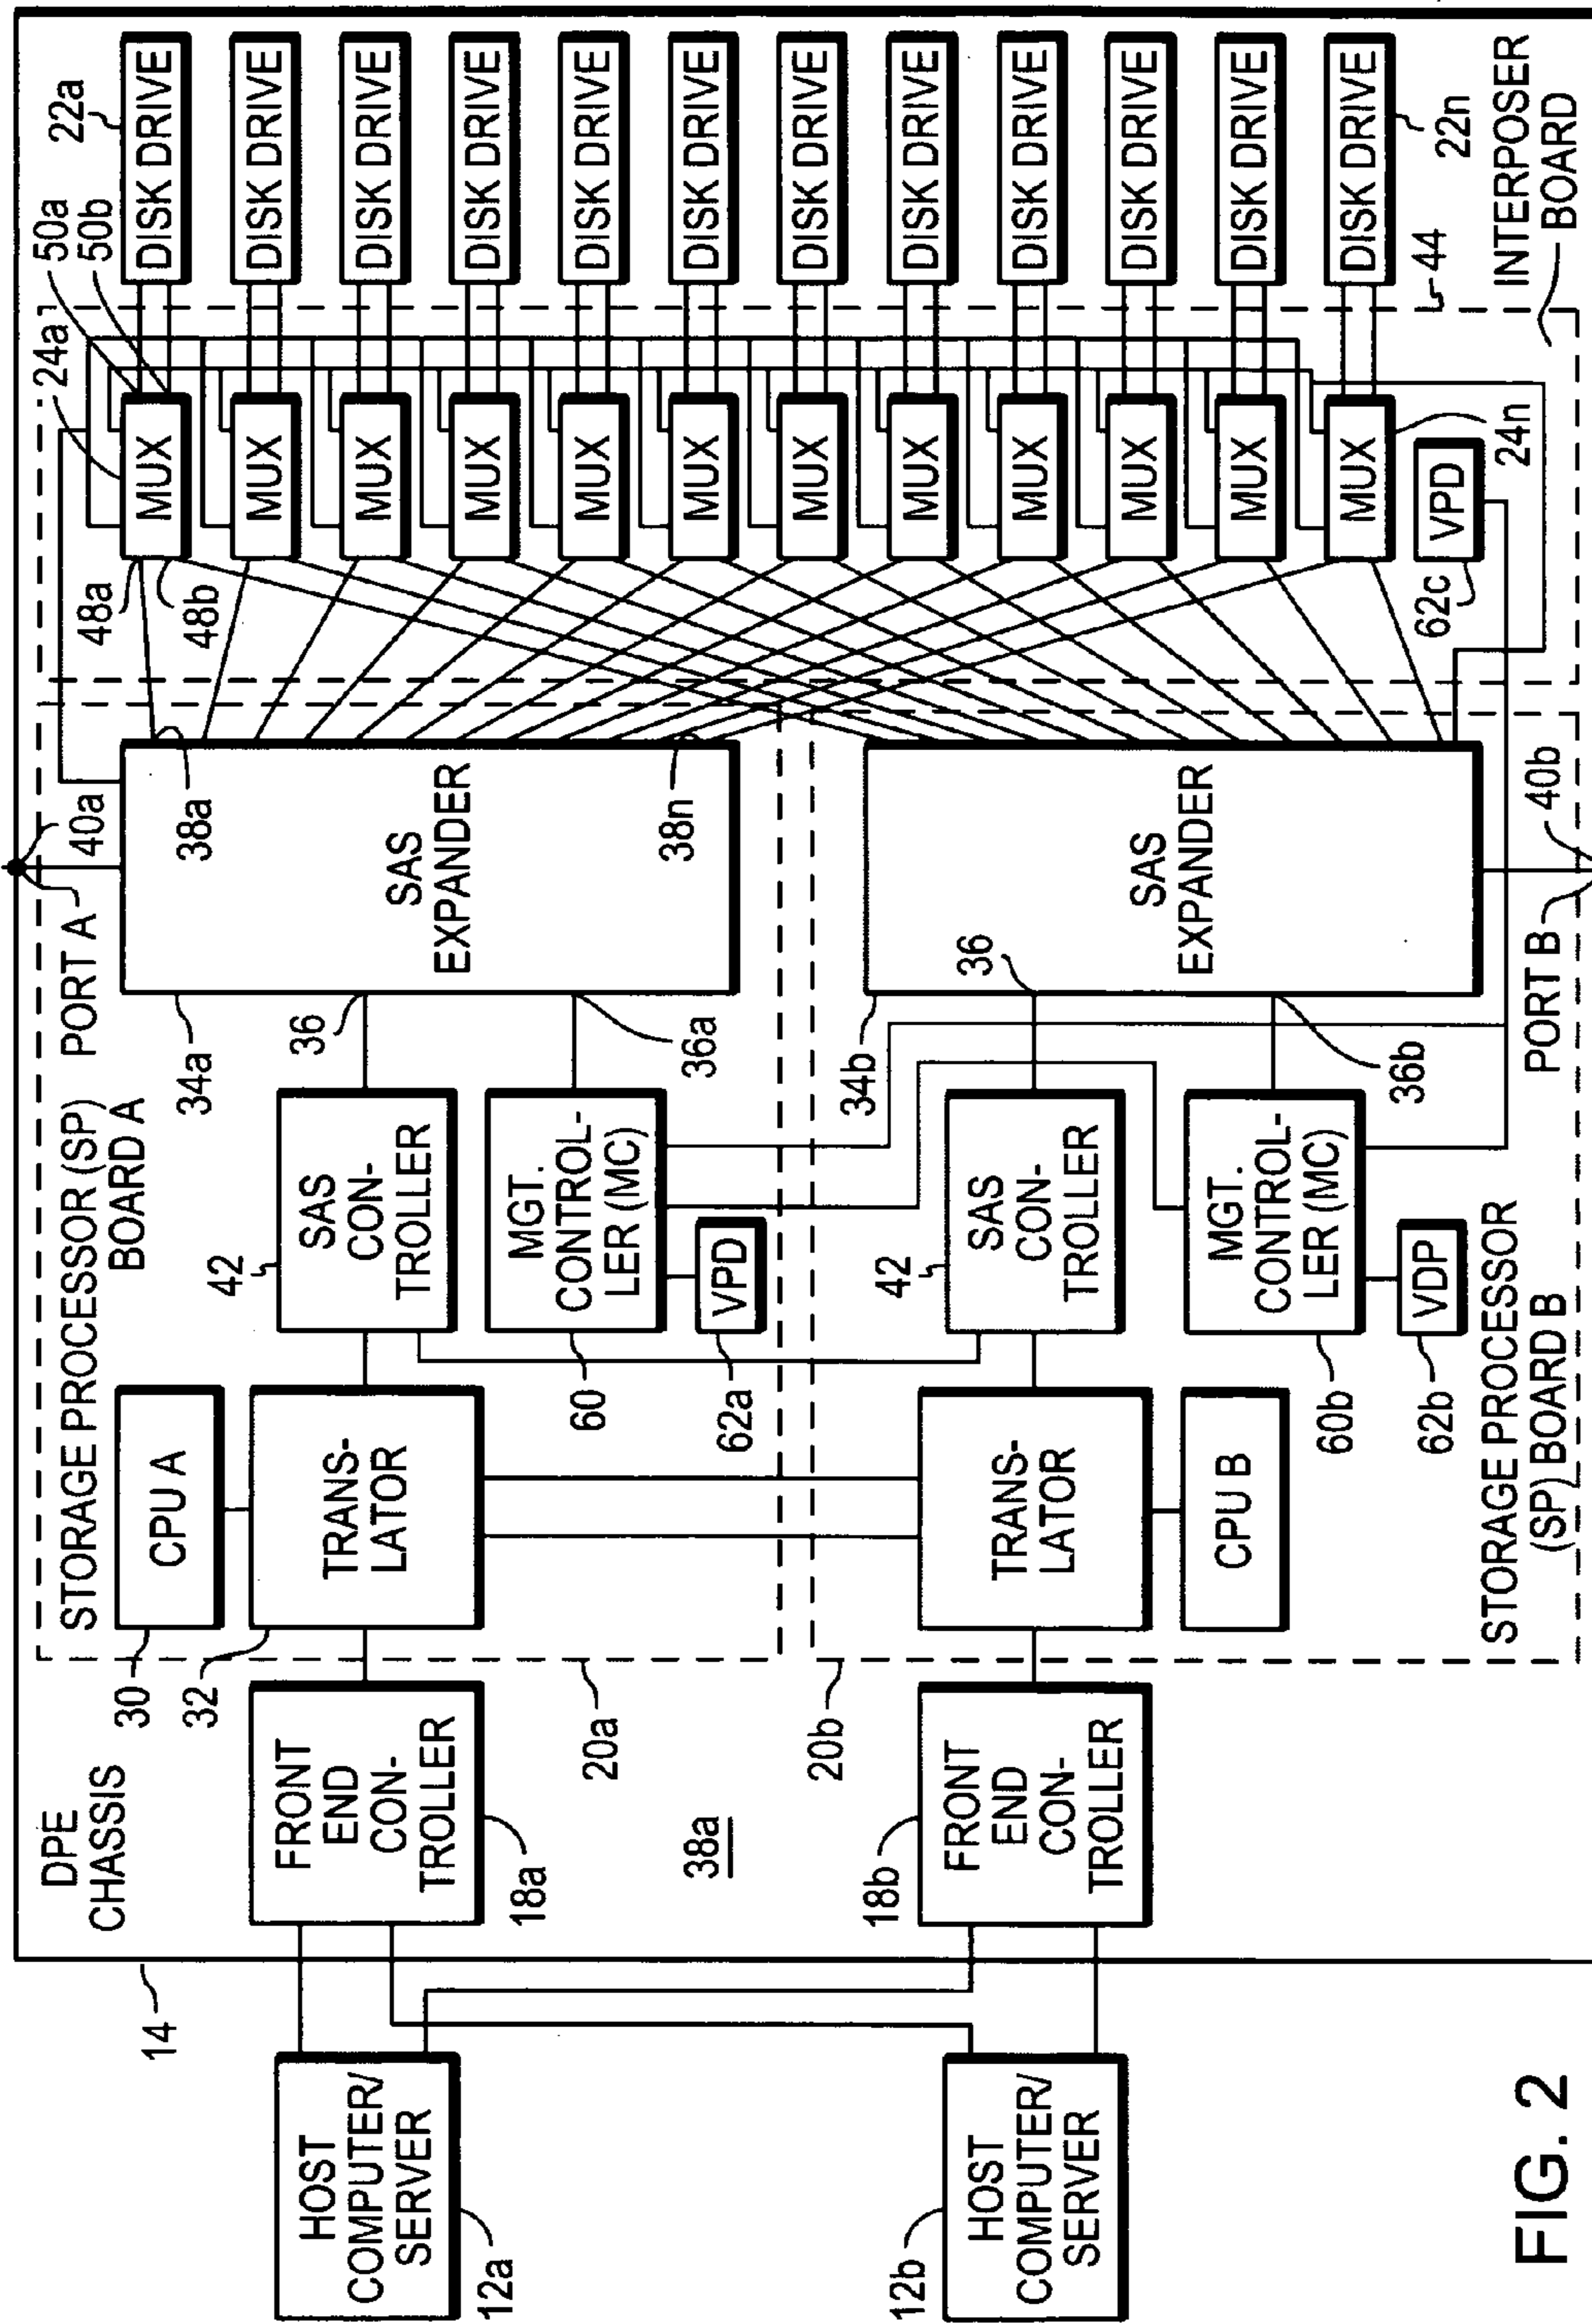 14
DPE
CHASSIS
HOST
COMPUTER/
SERVER
12a
HOST
COMPUTER/
SERVER
12b
FRONT
END
CON-
TROLLER
18a
38a
FRONT
END
CON-
TROLLER
18b
STORAGE PROCESSOR (SP)
BOARD A
PORT A
40a
30
CPU A
32
TRANS-
LATOR
20a
42
SAS
CON-
TROLLER
MGT.
CONTROL-
LER (MC)
60
VPD
62a
34a
36
36a
SAS
EXPANDER
38a
38n
20b
TRANS-
LATOR
CPU B
42
SAS
CON-
TROLLER
MGT.
CONTROL-
LER (MC)
60b
VDP
62b
34b
36
36b
SAS
EXPANDER
STORAGE PROCESSOR
(SP) BOARD B
PORT B
40b
24a
50a
50b
22a
48a
48b
MUX
DISK DRIVE
MUX
DISK DRIVE
MUX
DISK DRIVE
MUX
DISK DRIVE
MUX
DISK DRIVE
MUX
DISK DRIVE
MUX
DISK DRIVE
MUX
DISK DRIVE
MUX
DISK DRIVE
MUX
DISK DRIVE
MUX
DISK DRIVE
MUX
DISK DRIVE
VPD
62c
24n
22n
44
INTERPOSER
BOARD
FIG. 2